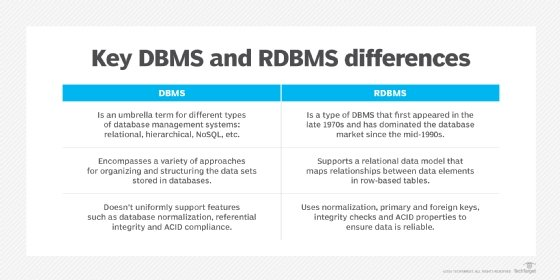 Key DBMS and RDBMS differences
DBMS
RDBMS
Is an umbrella term for different types
of database management systems:
relational, hierarchical, NoSQL, etc.
Is a type of DBMS that first appeared in the
late 1970s and has dominated the database
market since the mid-1990s.
Encompasses a variety of approaches
for organizing and structuring the data sets
stored in databases.
Supports a relational data model that
maps relationships between data elements
in row-based tables.
Doesn't uniformly support features
such as database normalization, referential
integrity and ACID compliance.
Uses normalization, primary and foreign keys,
integrity checks and ACID properties to
ensure data is reliable.
TECHTARGET. ALL RIGHTS RESERVED
TechTarget